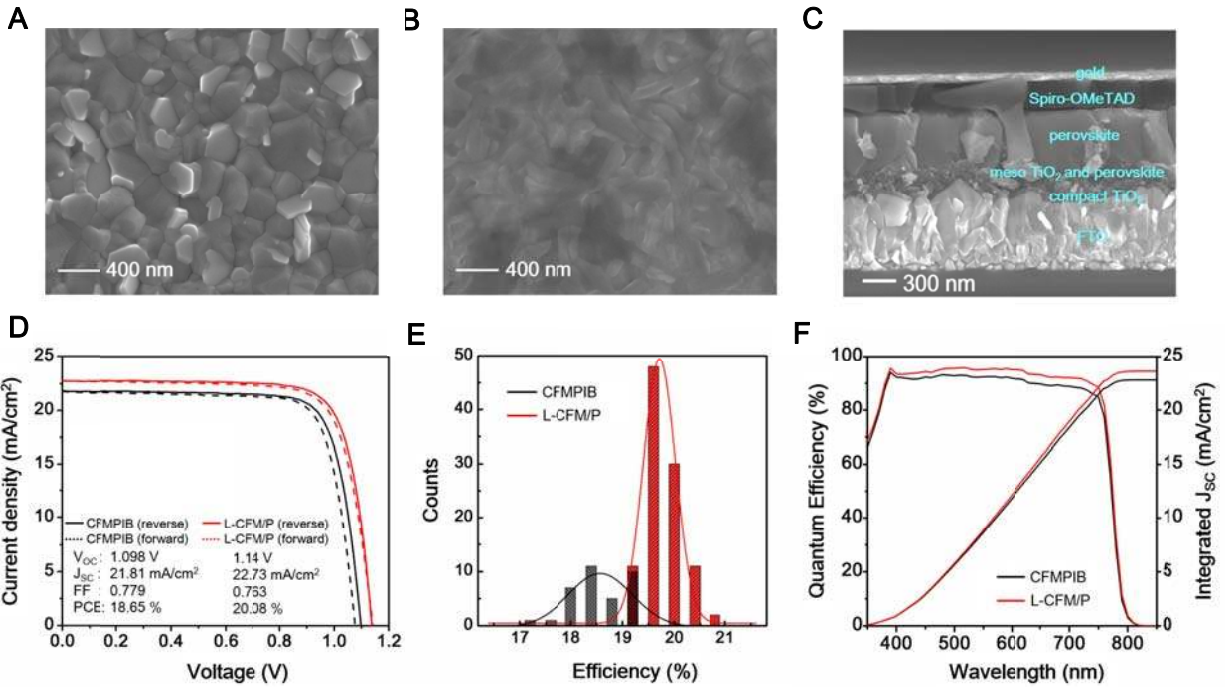 A
B
C
400 nm
400 nm
gold
Spiro-OMeTAD
perovskite
meso TiO2 and perovskite
compact TiO2
FTO
300 nm
D
Current density (mA/cm2)
25
20
15
10
5
0
CFMPIB (reverse) L-CFM/P (reverse)
CFMPIB (forward) L-CFM/P (forward)
VOC: 1.098 V 1.14 V
JSC: 21.81 mA/cm2 22.73 mA/cm2
FF 0.779
PCE: 18.65 % 20.08 %
0.0 0.2 0.4 0.6 0.8 1.0 1.2
Voltage (V)
E
Counts
50
40
30
20
10
0
CFMPIB
L-CFM/P
17 18 19 20 21
Efficiency (%)
F
Quantum Efficiency (%)
100
80
60
40
20
0
CFMPIB
L-CFM/P
25
20
15
10
5
0
Integrated JSC (mA/cm2)
400 500 600 700 800
Wavelength (nm)